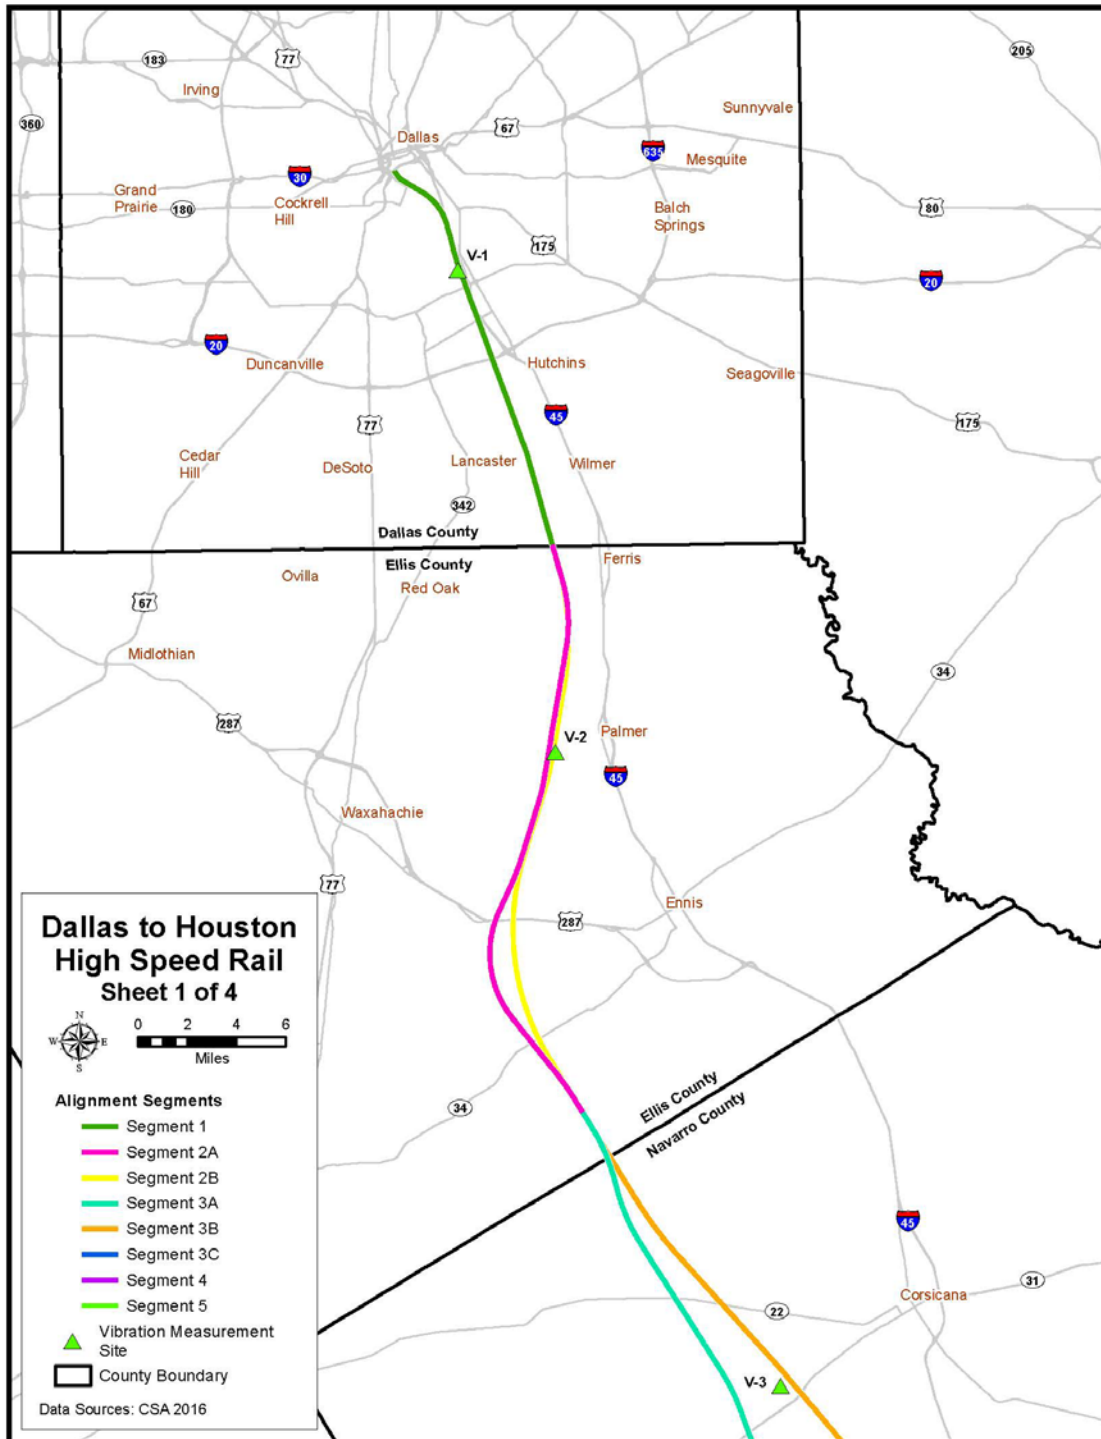 205
183
77
Irving
Sunnyvale
360
67
Dallas
635
Mesquite
30
Grand
Prairie
180
Cockrell
Hill
Balch
Springs
80
175
V-1
20
20
Duncanville
Hutchins
Seagoville
45
77
175
Cedar
Hill
DeSoto
Lancaster
Wilmer
342
Dallas County
Ellis County
Ferris
Ovilla
Red Oak
67
Midlothian
34
287
Palmer
V-2
45
Waxahachie
77
Ennis
287
Dallas to Houston
High Speed Rail
Sheet 1 of 4
N
W E
S
0 2 4 6
Miles
Ellis County
Navarro County
34
Alignment Segments
Segment 1
Segment 2A
Segment 2B
Segment 3A
Segment 3B
Segment 3C
Segment 4
Segment 5
Vibration Measurement
Site
County Boundary
Data Sources: CSA 2016
45
31
Corsicana
22
V-3